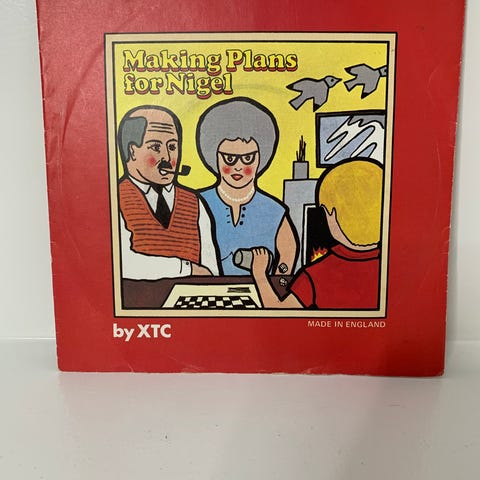 Making Plans
for Nigel
by XTC
MADE IN ENGLAND